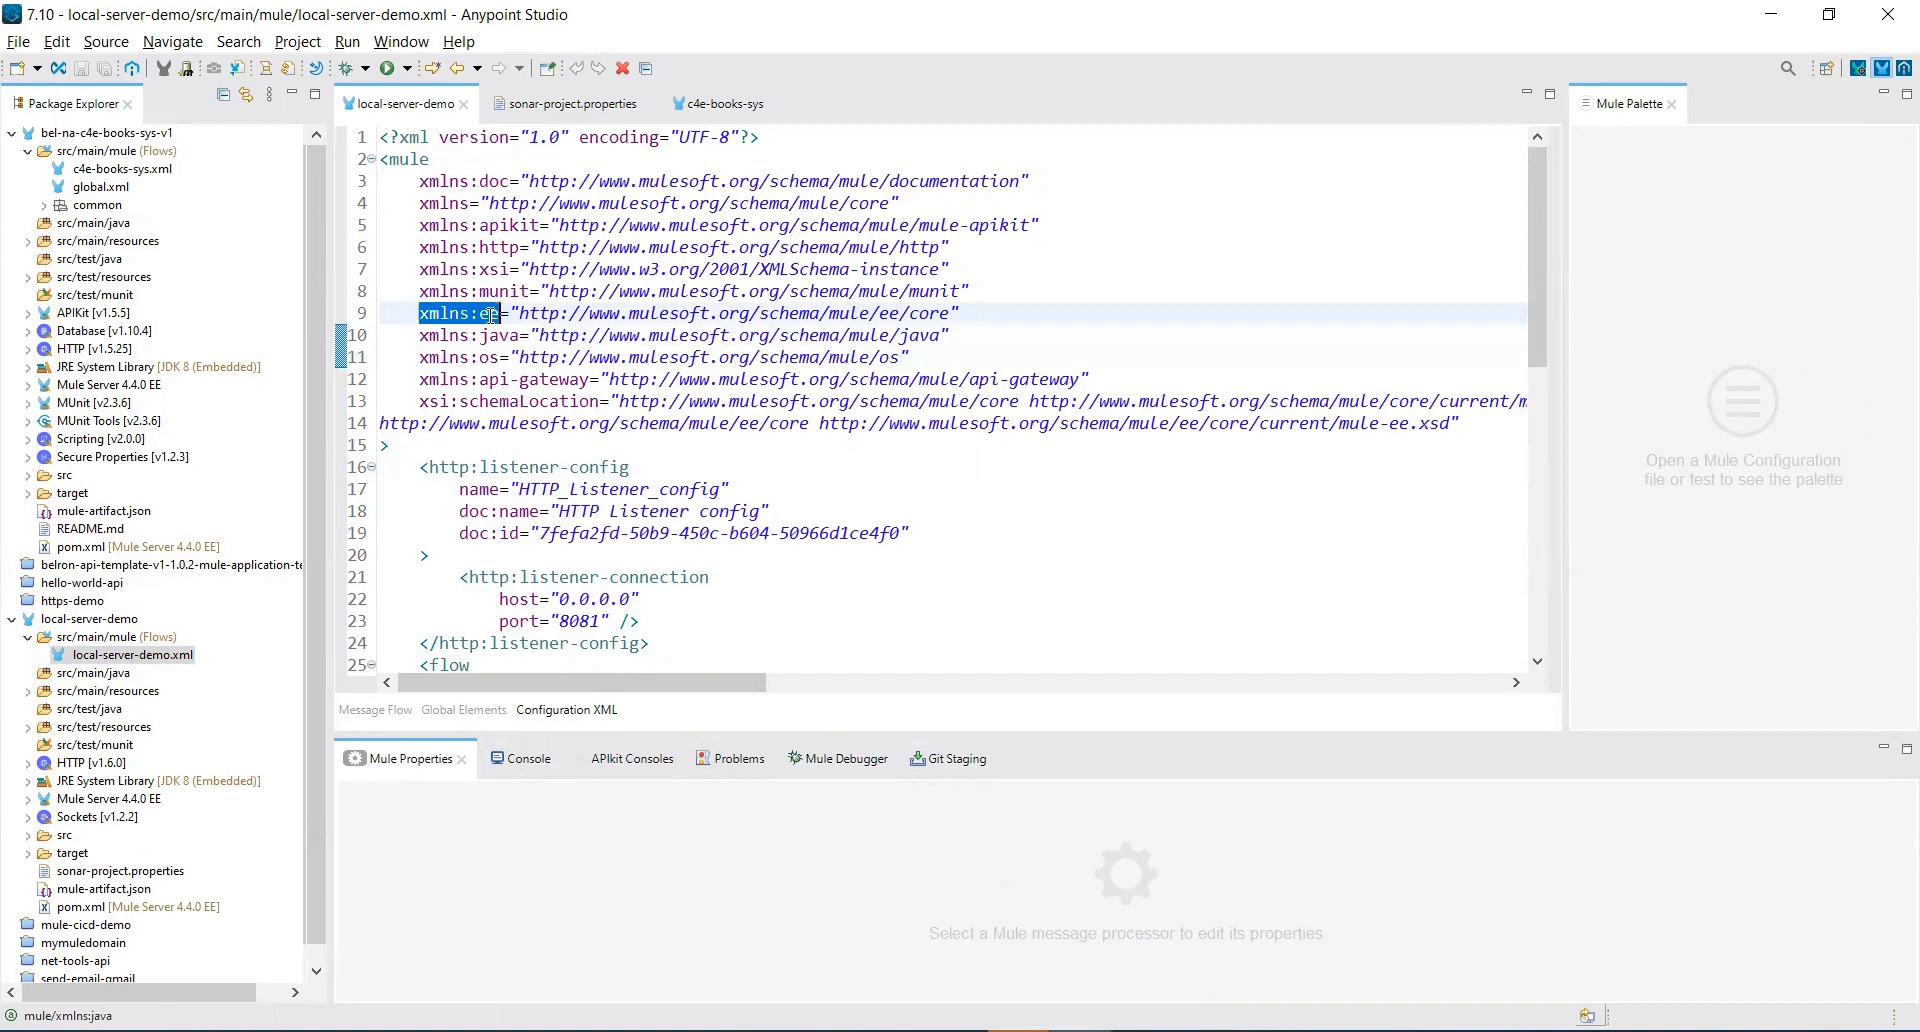 7.10 - local-server-demo/src/main/mule/local-server-demo.xml - Anypoint Studio
File Edit Source Navigate Search Project Run Window Help
Package Explorer
bel-na-c4e-books-sys-v1
src/main/mule (Flows)
c4e-books-sys.xml
global.xml
common
src/main/java
src/main/resources
src/test/java
src/test/resources
src/test/munit
APIKit [v1.5.5]
Database [v1.10.4]
HTTP [v1.5.25]
JRE System Library [JDK 8 (Embedded)]
Mule Server 4.4.0 EE
MUnit [v2.3.6]
MUnit Tools [v2.3.6]
Scripting [v2.0.0]
Secure Properties [v1.2.3]
src
target
mule-artifact.json
README.md
pom.xml [Mule Server 4.4.0 EE]
belron-api-template-v1-1.0.2-mule-application-te
hello-world-api
https-demo
local-server-demo
src/main/mule (Flows)
local-server-demo.xml
src/main/java
src/main/resources
src/test/java
src/test/resources
src/test/munit
HTTP [v1.6.0]
JRE System Library [JDK 8 (Embedded)]
Mule Server 4.4.0 EE
Sockets [v1.2.2]
src
target
sonar-project.properties
mule-artifact.json
pom.xml [Mule Server 4.4.0 EE]
mule-cicd-demo
mymuledomain
net-tools-api
send-email-gmail
local-server-demo sonar-project.properties c4e-books-sys
1 <?xml version="1.0" encoding="UTF-8"?>
2 <mule
3 xmlns:doc="http://www.mulesoft.org/schema/mule/documentation"
4 xmlns="http://www.mulesoft.org/schema/mule/core"
5 xmlns:apikit="http://www.mulesoft.org/schema/mule/mule-apikit"
6 xmlns:http="http://www.mulesoft.org/schema/mule/http"
7 xmlns:xsi="http://www.w3.org/2001/XMLSchema-instance"
8 xmlns:munit="http://www.mulesoft.org/schema/mule/munit"
9 xmlns:ee="http://www.mulesoft.org/schema/mule/ee/core"
10 xmlns:java="http://www.mulesoft.org/schema/mule/java"
11 xmlns:os="http://www.mulesoft.org/schema/mule/os"
12 xmlns:api-gateway="http://www.mulesoft.org/schema/mule/api-gateway"
13 xsi:schemaLocation="http://www.mulesoft.org/schema/mule/core http://www.mulesoft.org/schema/mule/core/current/m
14 http://www.mulesoft.org/schema/mule/ee/core http://www.mulesoft.org/schema/mule/ee/core/current/mule-ee.xsd"
15 >
16 <http:listener-config
17 name="HTTP_Listener_config"
18 doc:name="HTTP Listener config"
19 doc:id="7fefa2fd-50b9-450c-b604-50966d1ce4f0"
20 >
21 <http:listener-connection
22 host="0.0.0.0"
23 port="8081" />
24 </http:listener-config>
25 <flow
Message Flow Global Elements Configuration XML
Mule Palette
Open a Mule Configuration
file or test to see the palette
Mule Properties Console APIkit Consoles Problems Mule Debugger Git Staging
Select a Mule message processor to edit its properties
mule/xmlns:java